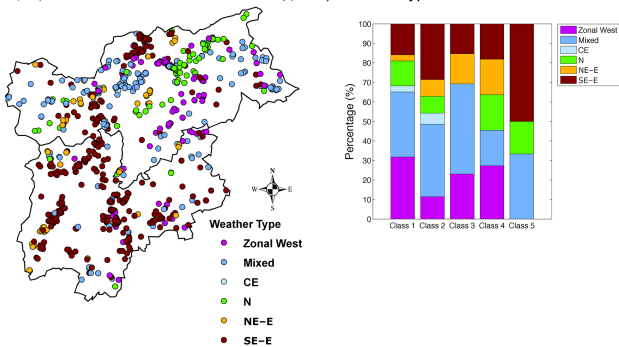 100
90
80
70
60
50
40
30
20
10
0
Percentage (%)
Class 1 Class 2 Class 3 Class 4 Class 5
Zonal West
Mixed
CE
N
NE-E
SE-E
N
W E
S
Weather Type
Zonal West
Mixed
CE
N
NE-E
SE-E